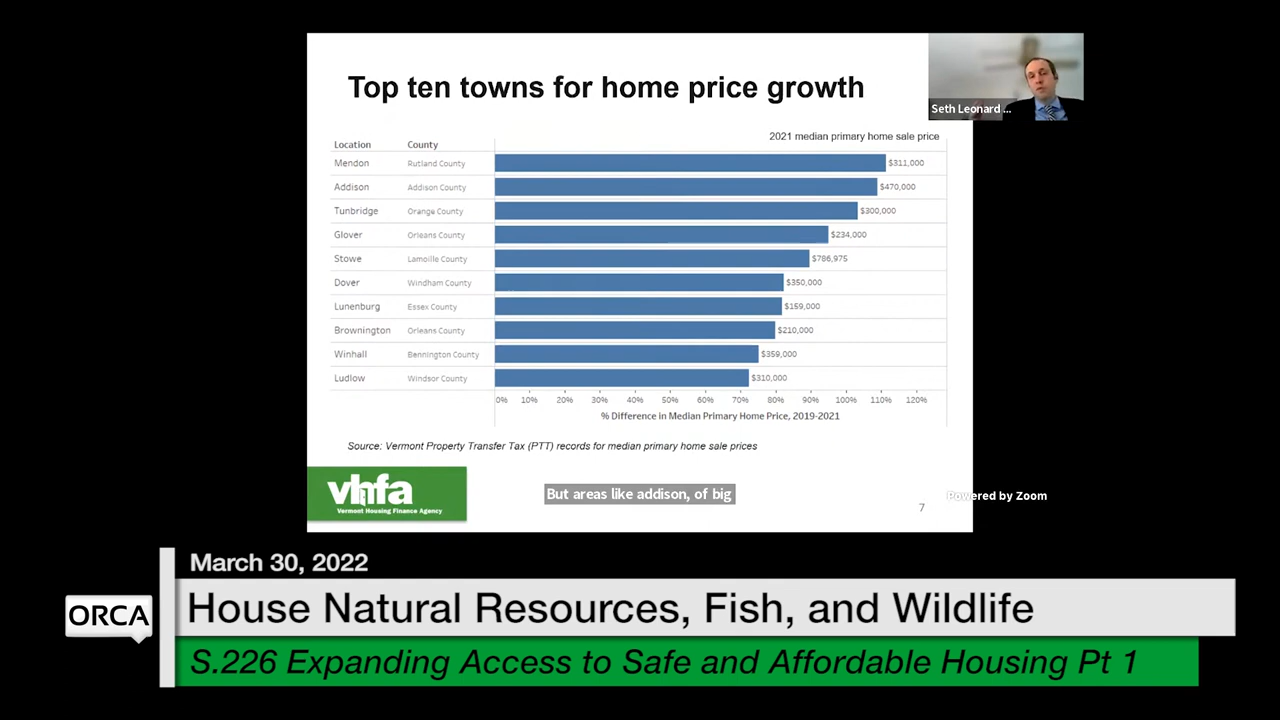 Top ten towns for home price growth
Seth Leonard ...
2021 median primary home sale price
Location County
Mendon Rutland County $311,000
Addison Addison County $470,000
Tunbridge Orange County $300,000
Glover Orleans County $234,000
Stowe Lamoille County $786,975
Dover Windham County $350,000
Lunenburg Essex County $159,000
Brownington Orleans County $210,000
Winhall Bennington County $359,000
Ludlow Windsor County $310,000
0% 10% 20% 30% 40% 50% 60% 70% 80% 90% 100% 110% 120%
% Difference in Median Primary Home Price, 2019-2021
Source: Vermont Property Transfer Tax (PTT) records for median primary home sale prices
vhfa
Vermont Housing Finance Agency
But areas like addison, of big
7
Powered by Zoom
March 30, 2022
ORCA
House Natural Resources, Fish, and Wildlife
S.226 Expanding Access to Safe and Affordable Housing Pt 1